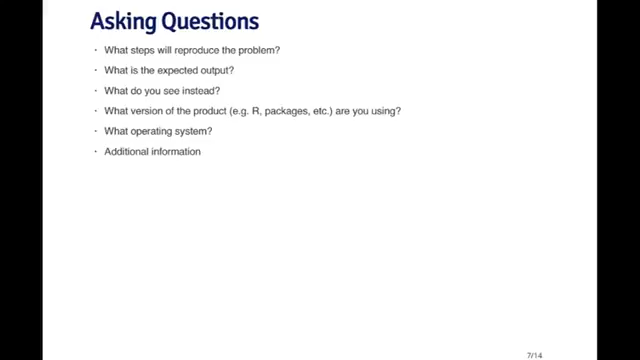 Asking Questions
· What steps will reproduce the problem?
· What is the expected output?
· What do you see instead?
· What version of the product (e.g. R, packages, etc.) are you using?
· What operating system?
· Additional information
7/14